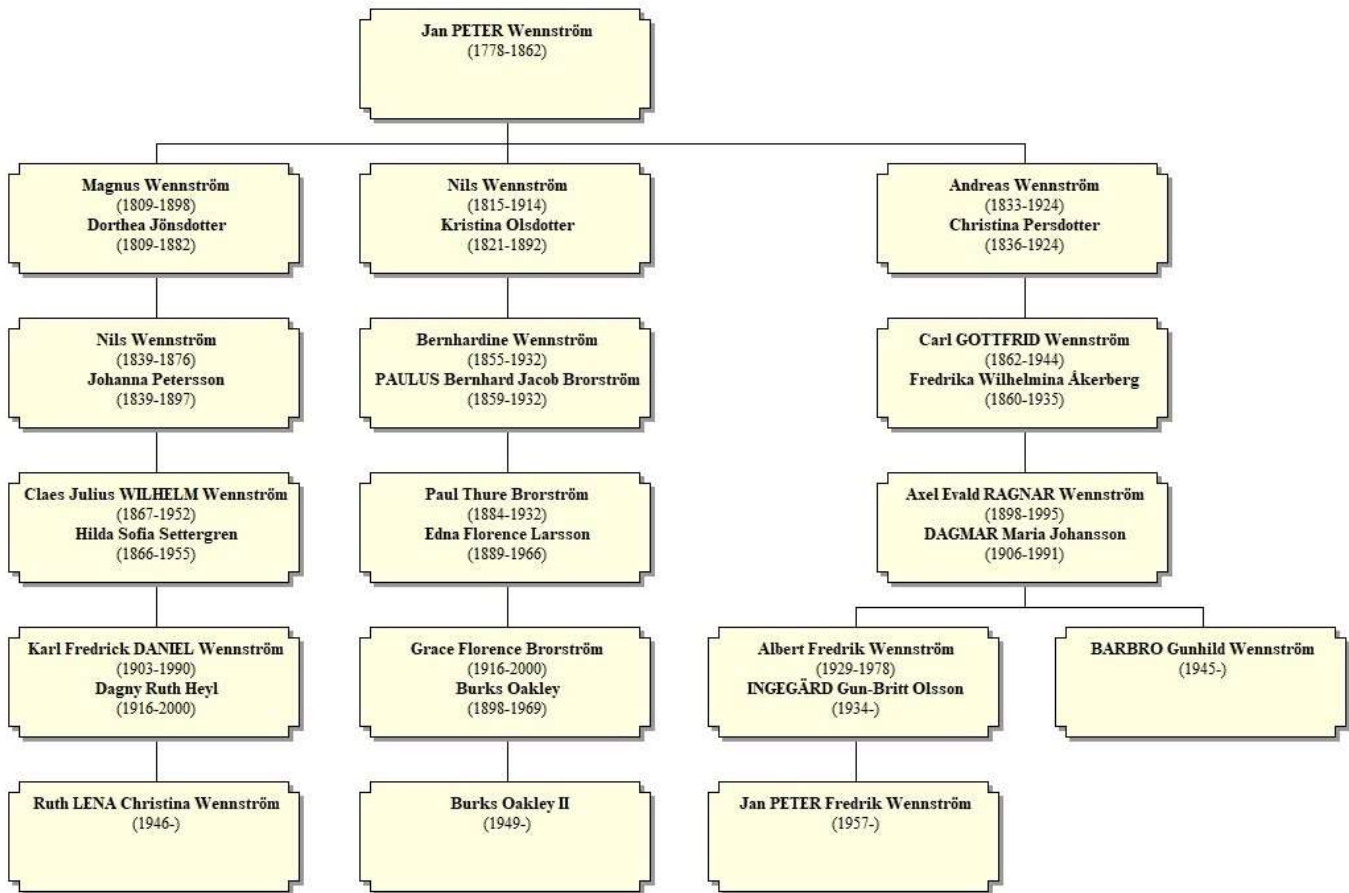 Jan PETER Wennström
(1778-1862)
Magnus Wennström
(1809-1898)
Dorthea Jönsdotter
(1809-1882)
Nils Wennström
(1815-1914)
Kristina Olsdotter
(1821-1892)
Andreas Wennström
(1833-1924)
Christina Persdotter
(1836-1924)
Nils Wennström
(1839-1876)
Johanna Petersson
(1839-1897)
Bernhardine Wennström
(1855-1932)
PAULUS Bernhard Jacob Brorström
(1859-1932)
Carl GOTTFRID Wennström
(1862-1944)
Fredrika Wilhelmina Åkerberg
(1860-1935)
Claes Julius WILHELM Wennström
(1867-1952)
Hilda Sofia Settergren
(1866-1955)
Paul Thure Brorström
(1884-1932)
Edna Florence Larsson
(1889-1966)
Axel Evald RAGNAR Wennström
(1898-1995)
DAGMAR Maria Johansson
(1906-1991)
Karl Fredrick DANIEL Wennström
(1903-1990)
Dagny Ruth Heyl
(1916-2000)
Grace Florence Brorström
(1916-2000)
Burks Oakley
(1898-1969)
Albert Fredrik Wennström
(1929-1978)
INGEGÄRD Gun-Britt Olsson
(1934-)
BARBRO Gunhild Wennström
(1945-)
Ruth LENA Christina Wennström
(1946-)
Burks Oakley II
(1949-)
Jan PETER Fredrik Wennström
(1957-)